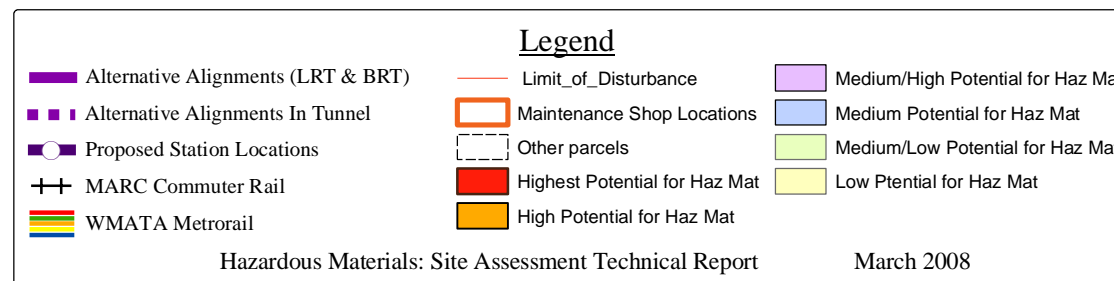 Legend
Alternative Alignments (LRT & BRT)
Alternative Alignments In Tunnel
Proposed Station Locations
MARC Commuter Rail
WMATA Metrorail
Limit_of_Disturbance
Maintenance Shop Locations
Other parcels
Highest Potential for Haz Mat
High Potential for Haz Mat
Medium/High Potential for Haz Ma
Medium Potential for Haz Mat
Medium/Low Potential for Haz Mat
Low Ptential for Haz Mat
Hazardous Materials: Site Assessment Technical Report March 2008